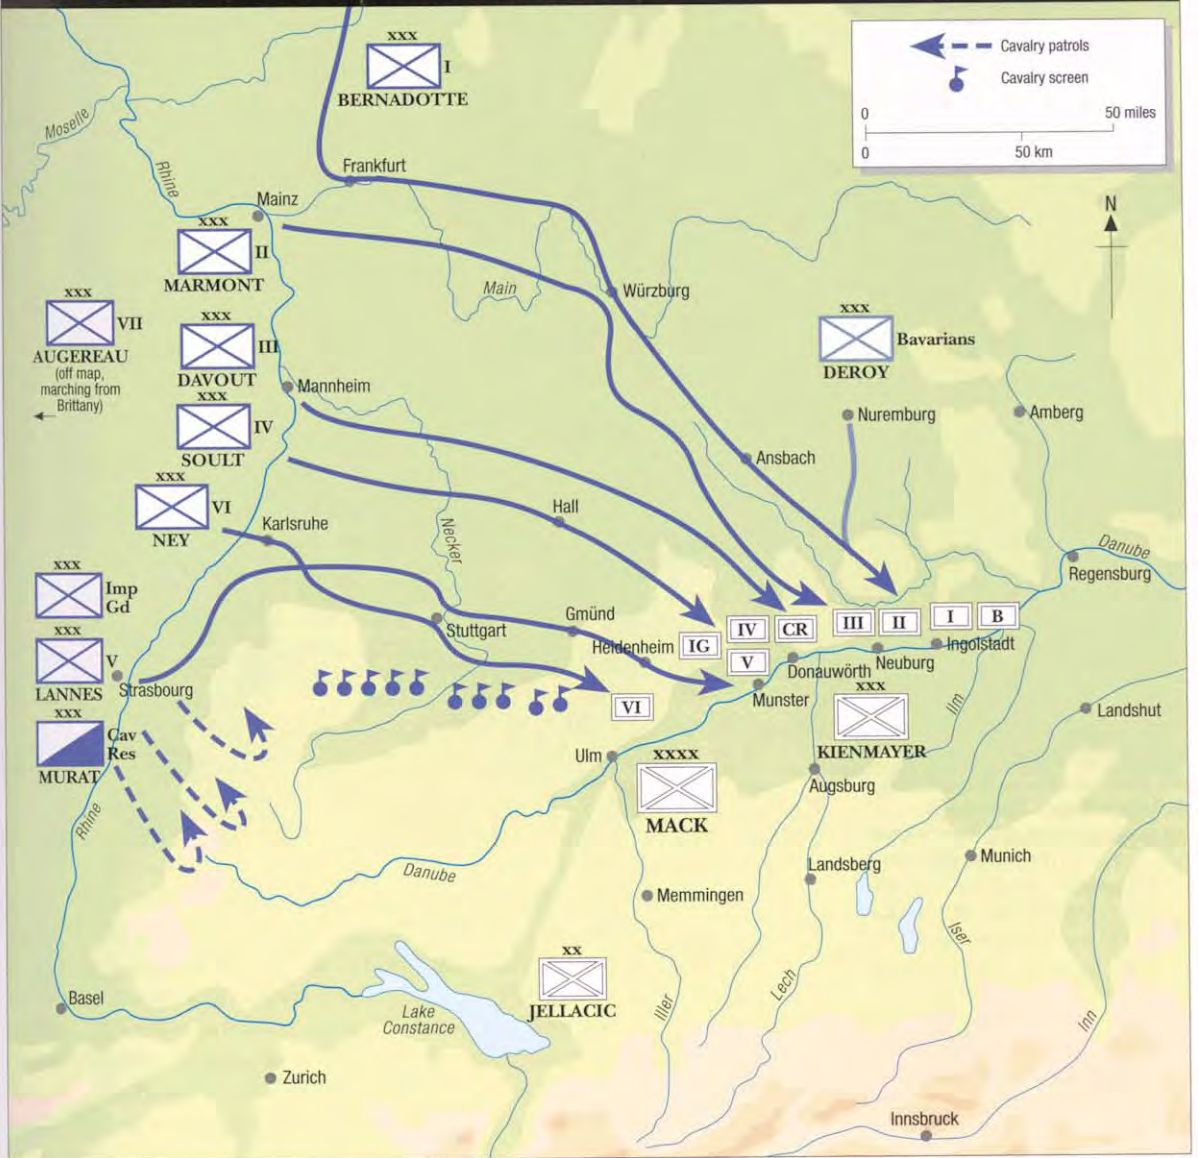 xxx
I
BERNADOTTE
Cavalry patrols
Cavalry screen
0
50 miles
0
50 km
Moselle
Rhine
Frankfurt
Mainz
N
xxx
II
MARMONT
Main
Würzburg
xxx
VII
AUGEREAU
(off map,
marching from
Brittany)
xxx
III
DAVOUT
xxx
Bavarians
DEROY
Mannheim
xxx
IV
SOULT
Nuremburg
Amberg
Ansbach
xxx
VI
NEY
Hall
Karlsruhe
Necker
Danube
Regensburg
xxx
Imp
Gd
Gmünd
Stuttgart
Heldenheim
IG
IV
CR
III
II
I
B
Ingolstadt
xxx
V
LANNES
Strasbourg
V
Donauwörth
Neuburg
Munster
VI
xxx
KIENMAYER
Ilm
Landshut
xxx
Cav
Res
MURAT
Ulm
xxxx
MACK
Augsburg
Rhine
Danube
Landsberg
Munich
Memmingen
Iser
xx
JELLACIC
Lech
Iller
Inn
Basel
Lake
Constance
Zurich
Innsbruck